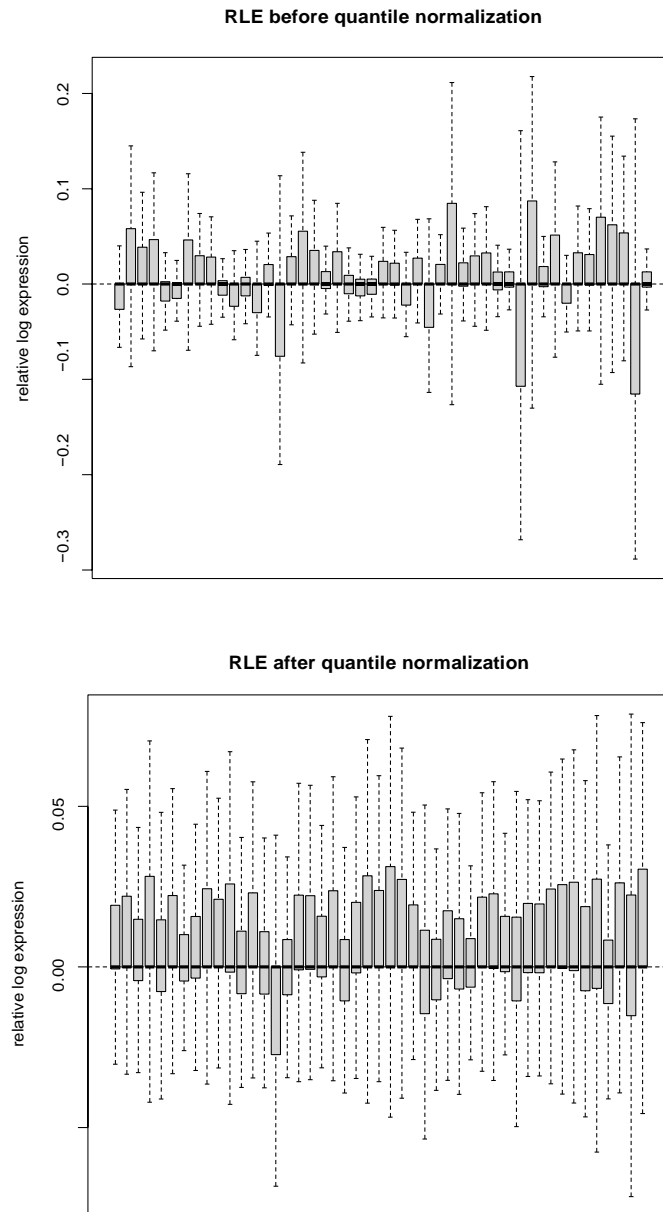 RLE before quantile normalization
relative log expression
0.2
0.1
0.0
−0.1
−0.2
−0.3
RLE after quantile normalization
relative log expression
0.05
0.00